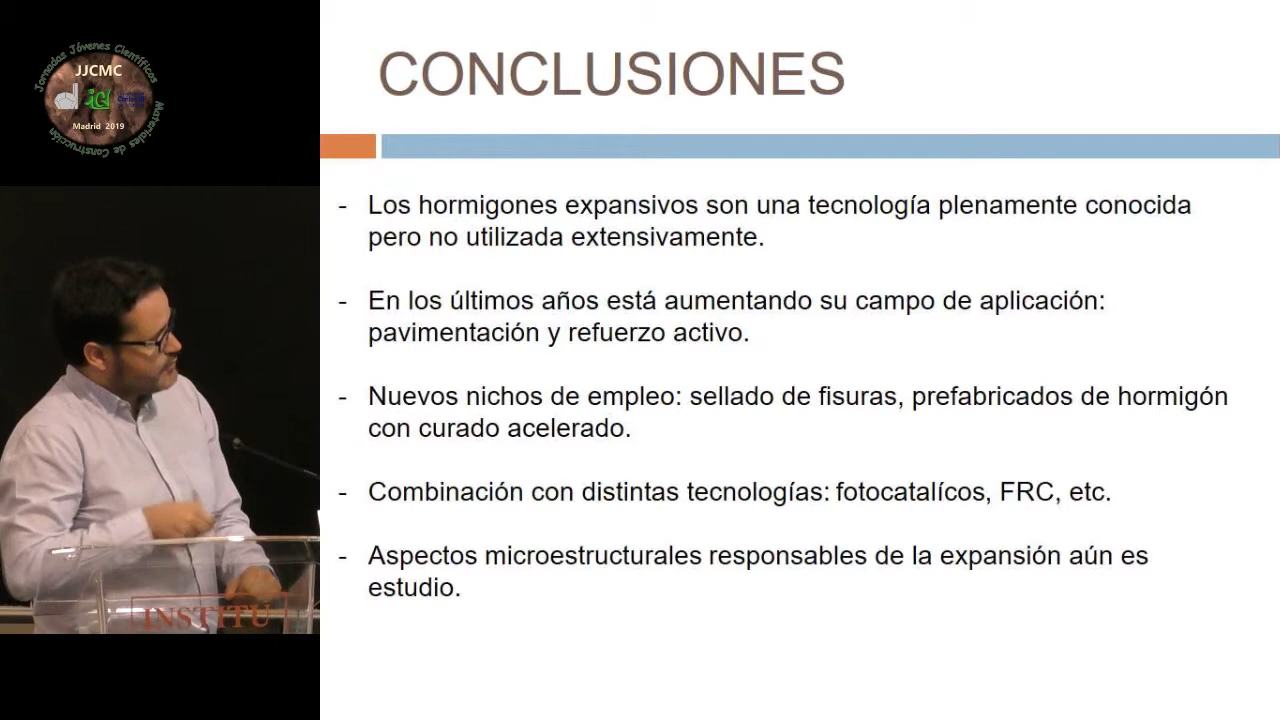 Jornadas Jóvenes Científicos
JJCMC
Madrid 2019
Materiales de Construcción
INSTITU
CONCLUSIONES
- Los hormigones expansivos son una tecnología plenamente conocida
pero no utilizada extensivamente.
- En los últimos años está aumentando su campo de aplicación:
pavimentación y refuerzo activo.
- Nuevos nichos de empleo: sellado de fisuras, prefabricados de hormigón
con curado acelerado.
- Combinación con distintas tecnologías: fotocatalícos, FRC, etc.
- Aspectos microestructurales responsables de la expansión aún es
estudio.